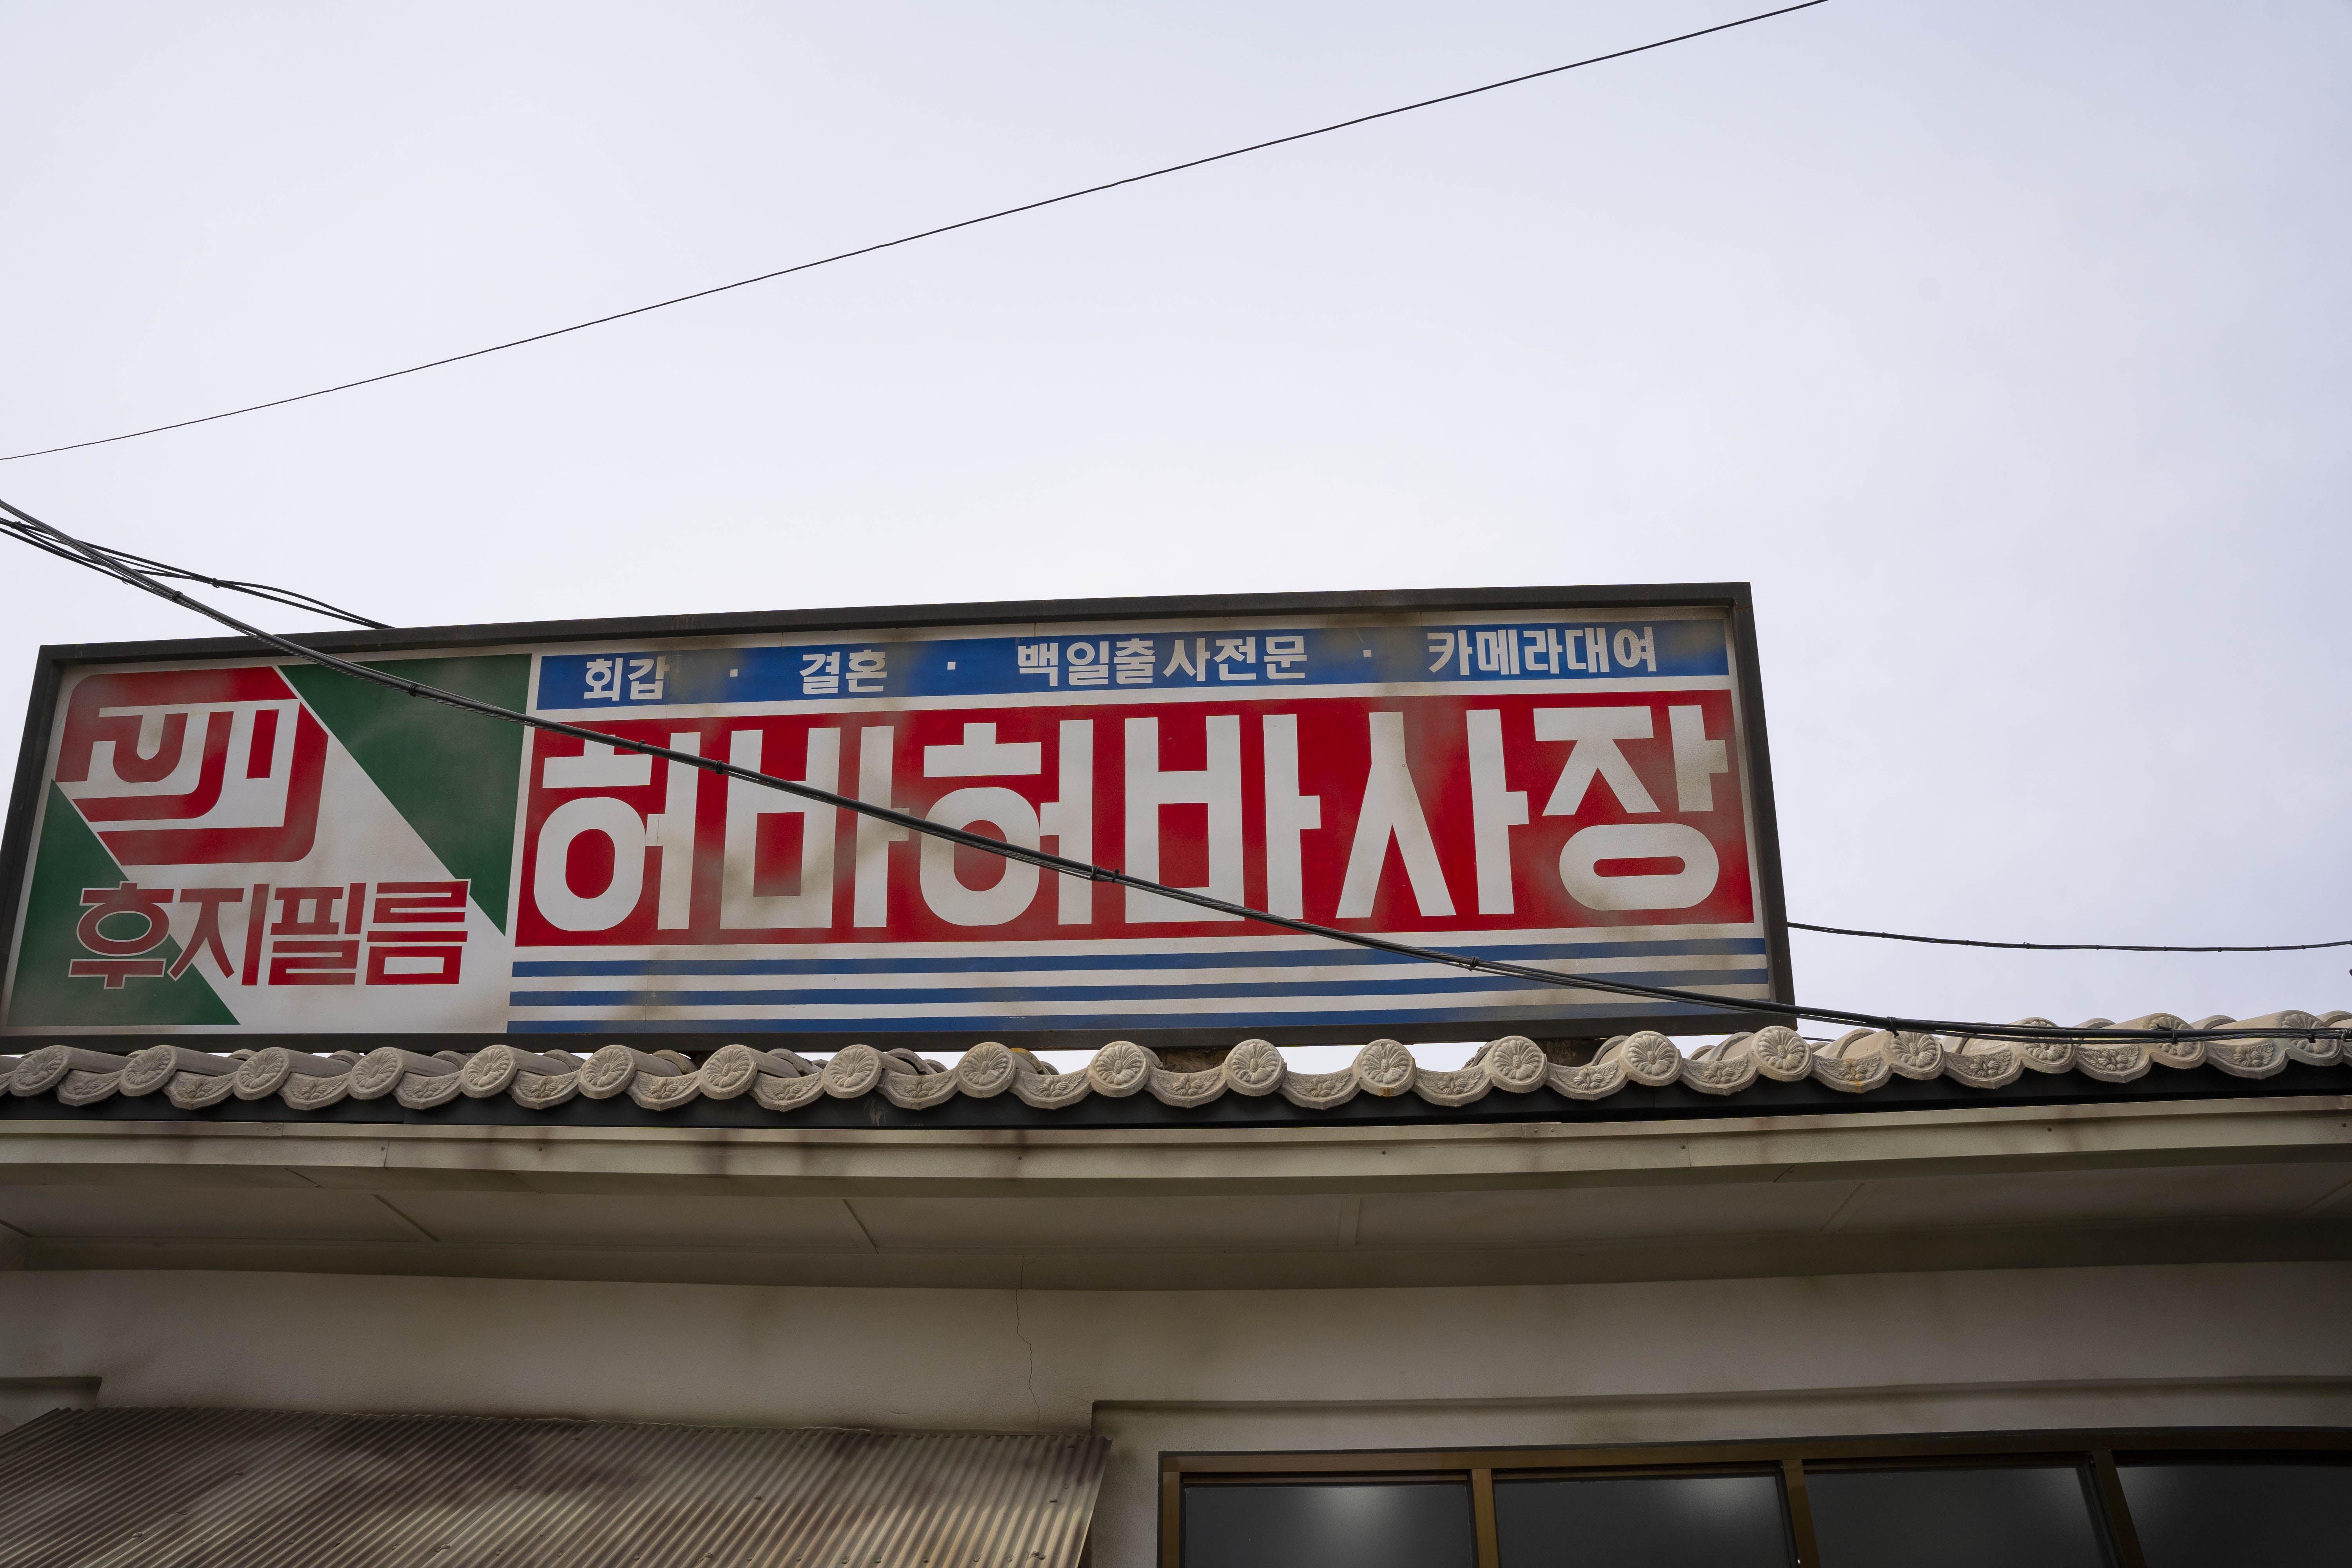 회갑 · 결혼 · 백일출사전문 · 카메라대여
허바허바사장
후지필름